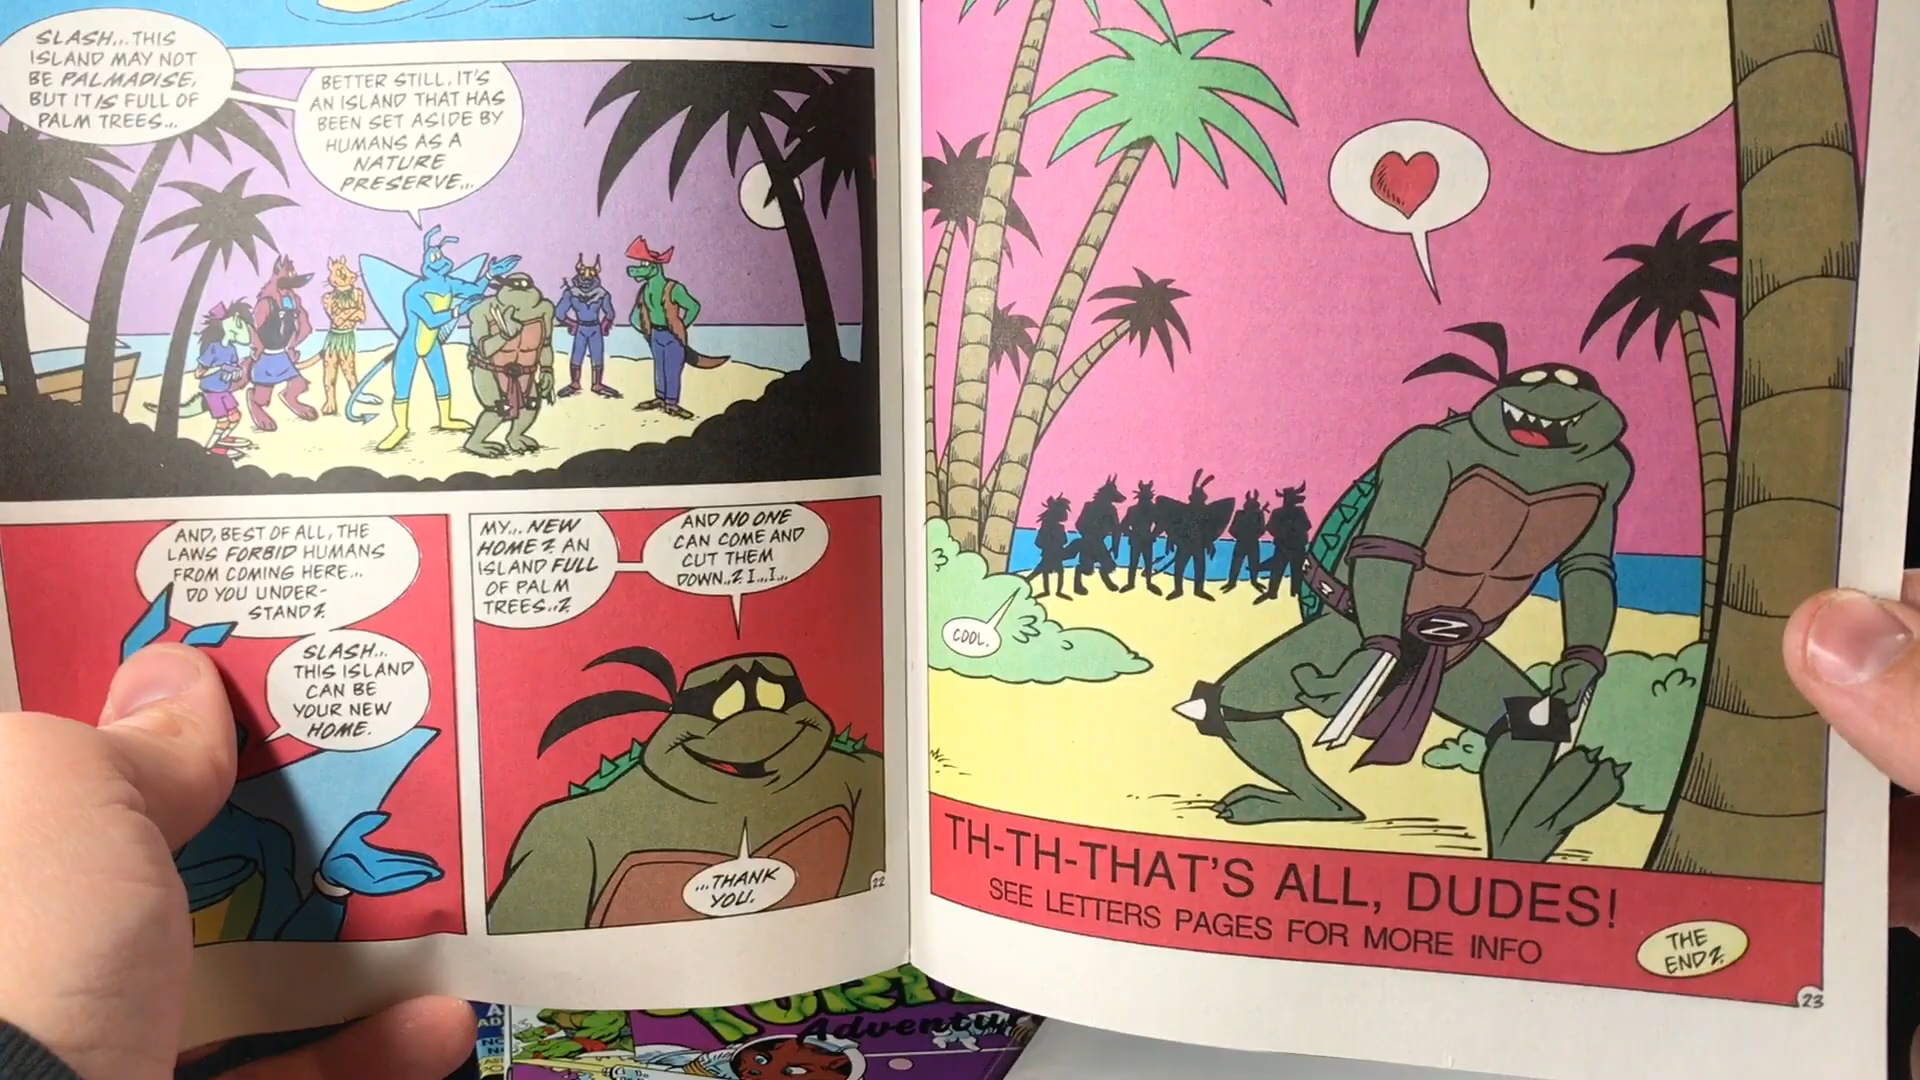 SLASH... THIS
ISLAND MAY NOT
BE PALMADISE,
BUT IT IS FULL OF
PALM TREES...
BETTER STILL, IT'S
AN ISLAND THAT HAS
BEEN SET ASIDE BY
HUMANS AS A
NATURE
PRESERVE...
AND, BEST OF ALL, THE
LAWS FORBID HUMANS
FROM COMING HERE...
DO YOU UNDER-
STAND?
SLASH...
THIS ISLAND
CAN BE
YOUR NEW
HOME.
MY... NEW
HOME? AN
ISLAND FULL
OF PALM
TREES..?
AND NO ONE
CAN COME AND
CUT THEM
DOWN..? I...I...
...THANK
YOU.
22
COOL.
Z
TH-TH-THAT'S ALL, DUDES!
SEE LETTERS PAGES FOR MORE INFO
THE
END?
23
Adventu